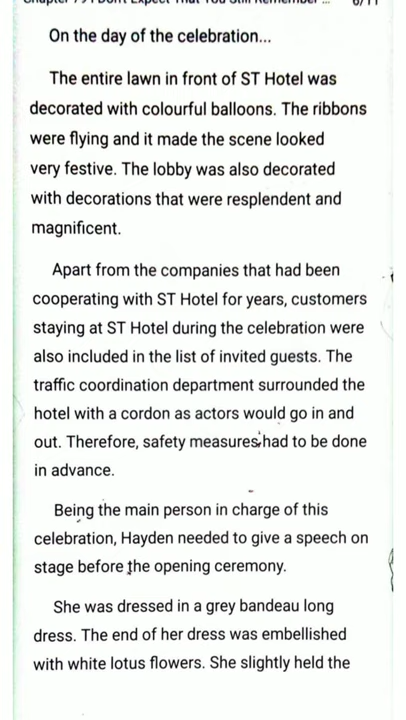 On the day of the celebration...
The entire lawn in front of ST Hotel was
decorated with colourful balloons. The ribbons
were flying and it made the scene looked
very festive. The lobby was also decorated
with decorations that were resplendent and
magnificent.
Apart from the companies that had been
cooperating with ST Hotel for years, customers
staying at ST Hotel during the celebration were
also included in the list of invited guests. The
traffic coordination department surrounded the
hotel with a cordon as actors would go in and
out. Therefore, safety measures had to be done
in advance.
Being the main person in charge of this
celebration, Hayden needed to give a speech on
stage before the opening ceremony.
She was dressed in a grey bandeau long
dress. The end of her dress was embellished
with white lotus flowers. She slightly held the